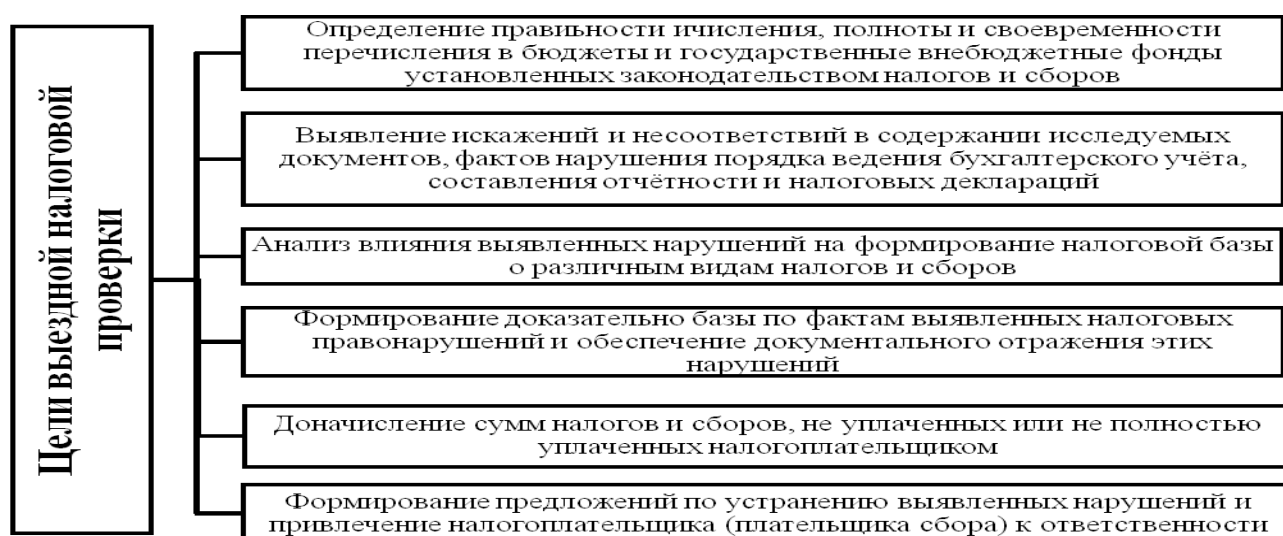 Цели выездной налоговой
проверки
Определение правиьности ичисления, полноты и своевременности
перечисления в бюджеты и государственные внебюджетные фонды
установленных законодательством налогов и сборов
Выявление искажений и несоответствий в содержании исследуемых
документов, фактов нарушения порядка ведения бухгалтерского учёта,
составления отчётности и налоговых деклараций
Анализ влияния выявленных нарушений на формирование налоговой базы
о различным видам налогов и сборов
Формирование доказательно базы по фактам выявленных налоговых
правонарушений и обеспечение документального отражения этих
нарушений
Доначисление сумм налогов и сборов, не уплаченных или не полностью
уплаченных налогоплательщиком
Формирование предложений по устранению выявленных нарушений и
привлечение налогоплательщика (плательщика сбора) к ответственности